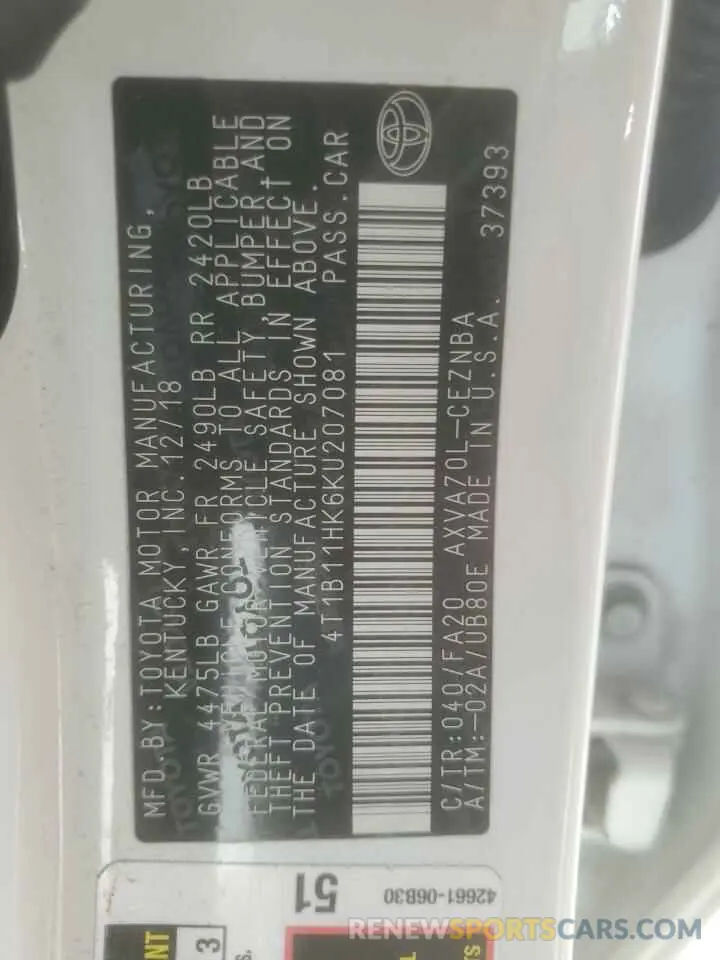 MFD.BY:TOYOTA MOTOR MANUFACTURING,
KENTUCKY, INC. 12/18
GVWR 4475LB GAWR FR 2490LB RR 2420LB
VEHICLE CONFORMS TO ALL APPLICABLE
FEDERAL MOTOR VEHICLE SAFETY, BUMPER AND
THEFT PREVENTION STANDARDS IN EFFECT ON
THE DATE OF MANUFACTURE SHOWN ABOVE.
4T1B11HK6KU207081 PASS.CAR
C/TR:040/FA20 AXVA70L-CEZNBA
A/TM:-02A/UB80E MADE IN U.S.A. 37393
51
42661-06B30
3
RENEWSPORTSCARS.COM